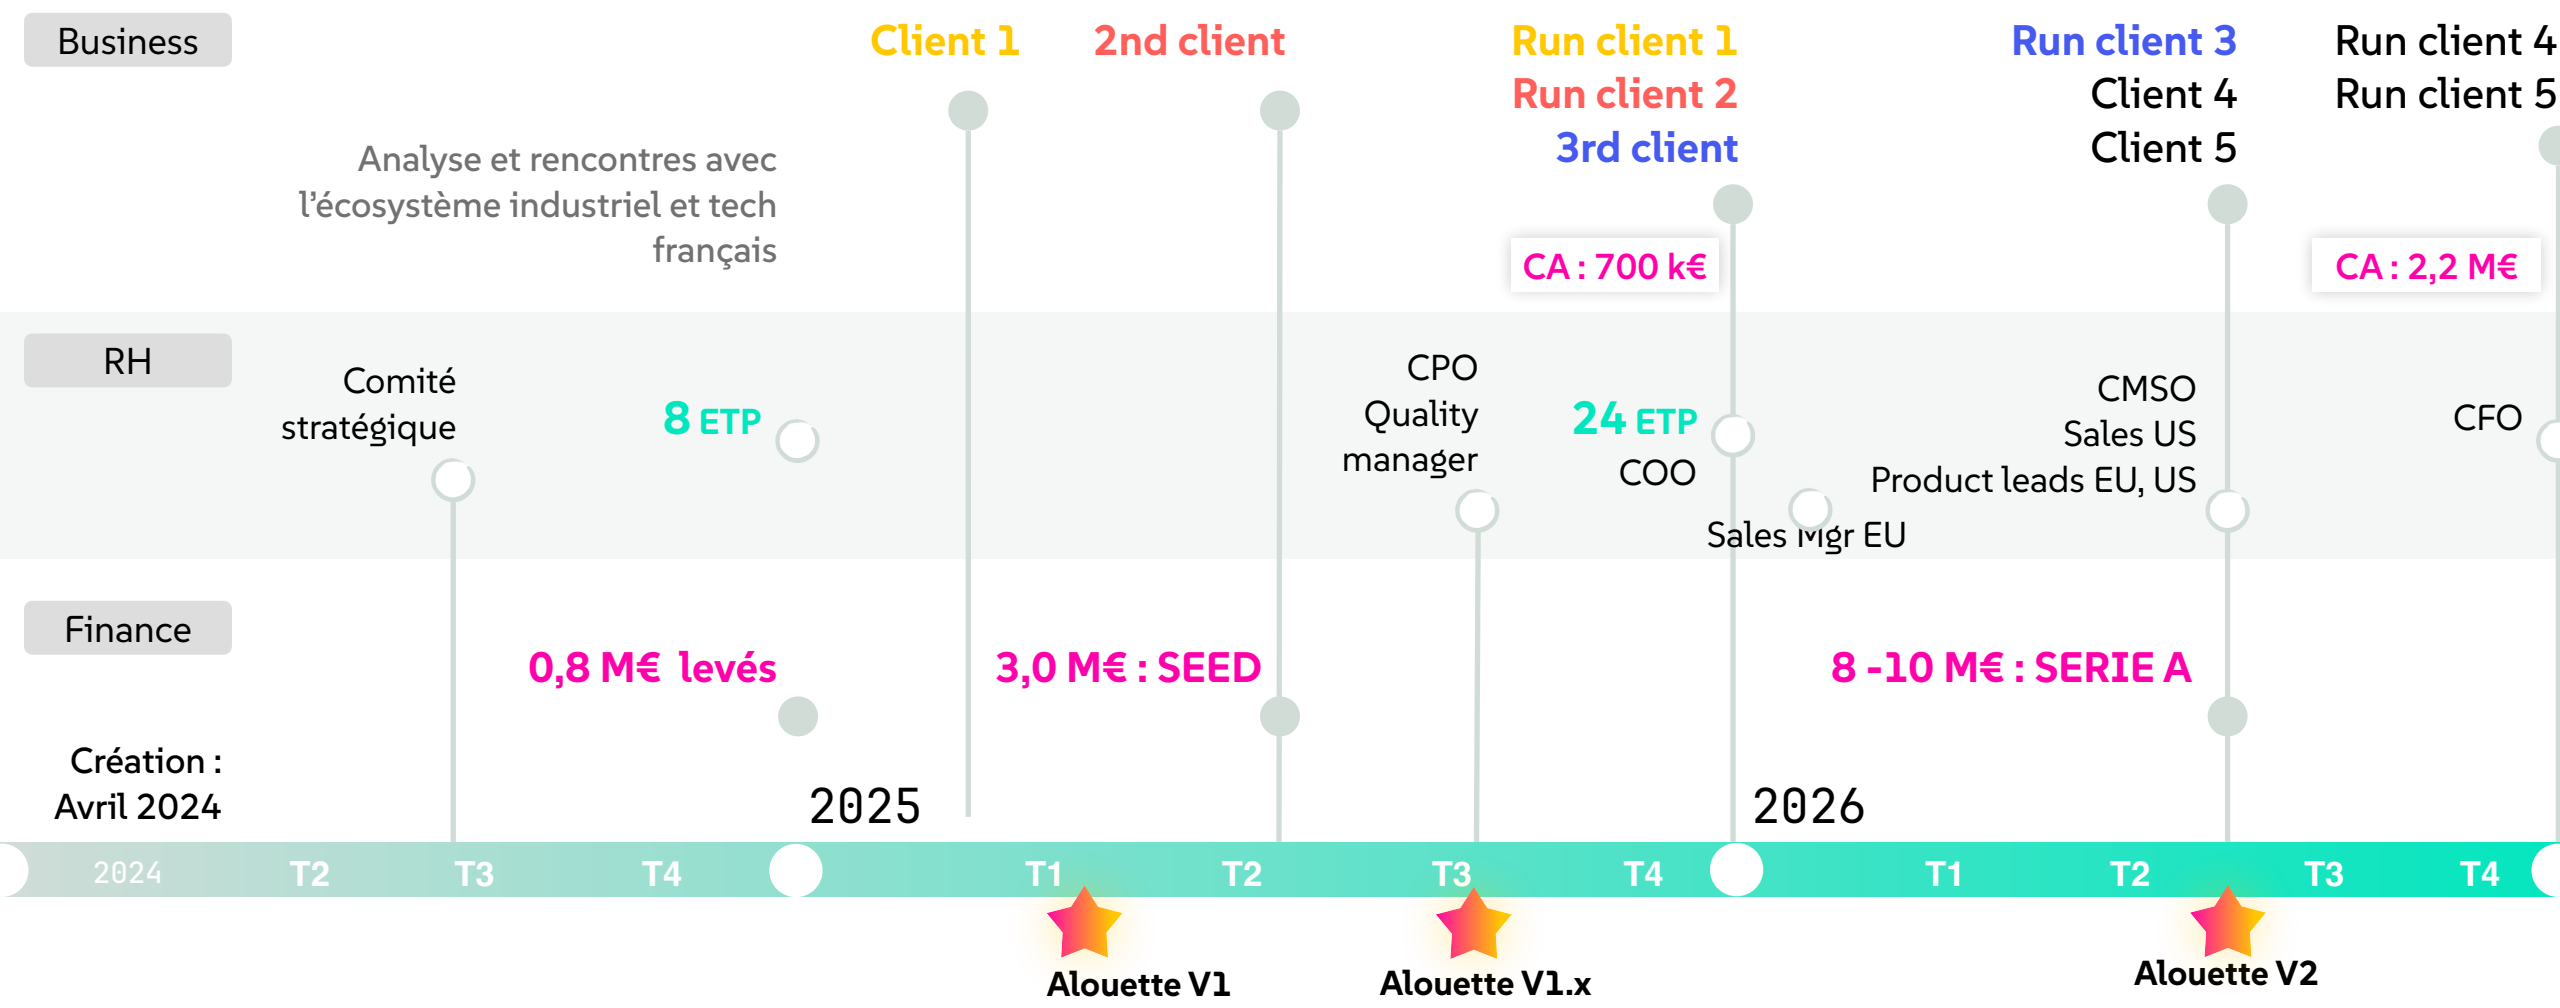 Business
Client 1
2nd client
Run client 1
Run client 2
3rd client
Run client 3
Client 4
Client 5
Run client 4
Run client 5
Analyse et rencontres avec
l'écosystème industriel et tech
français
CA : 700 k€
CA : 2,2 M€
RH
Comité
stratégique
8 ETP
CPO
Quality
manager
24 ETP
COO
Sales Mgr EU
CMSO
Sales US
Product leads EU, US
CFO
Finance
0,8 M€  levés
3,0 M€ : SEED
8 -10 M€ : SERIE A
Création :
Avril 2024
2025
2026
2024 T2 T3 T4 T1 T2 T3 T4 T1 T2 T3 T4
Alouette V1
Alouette V1.x
Alouette V2